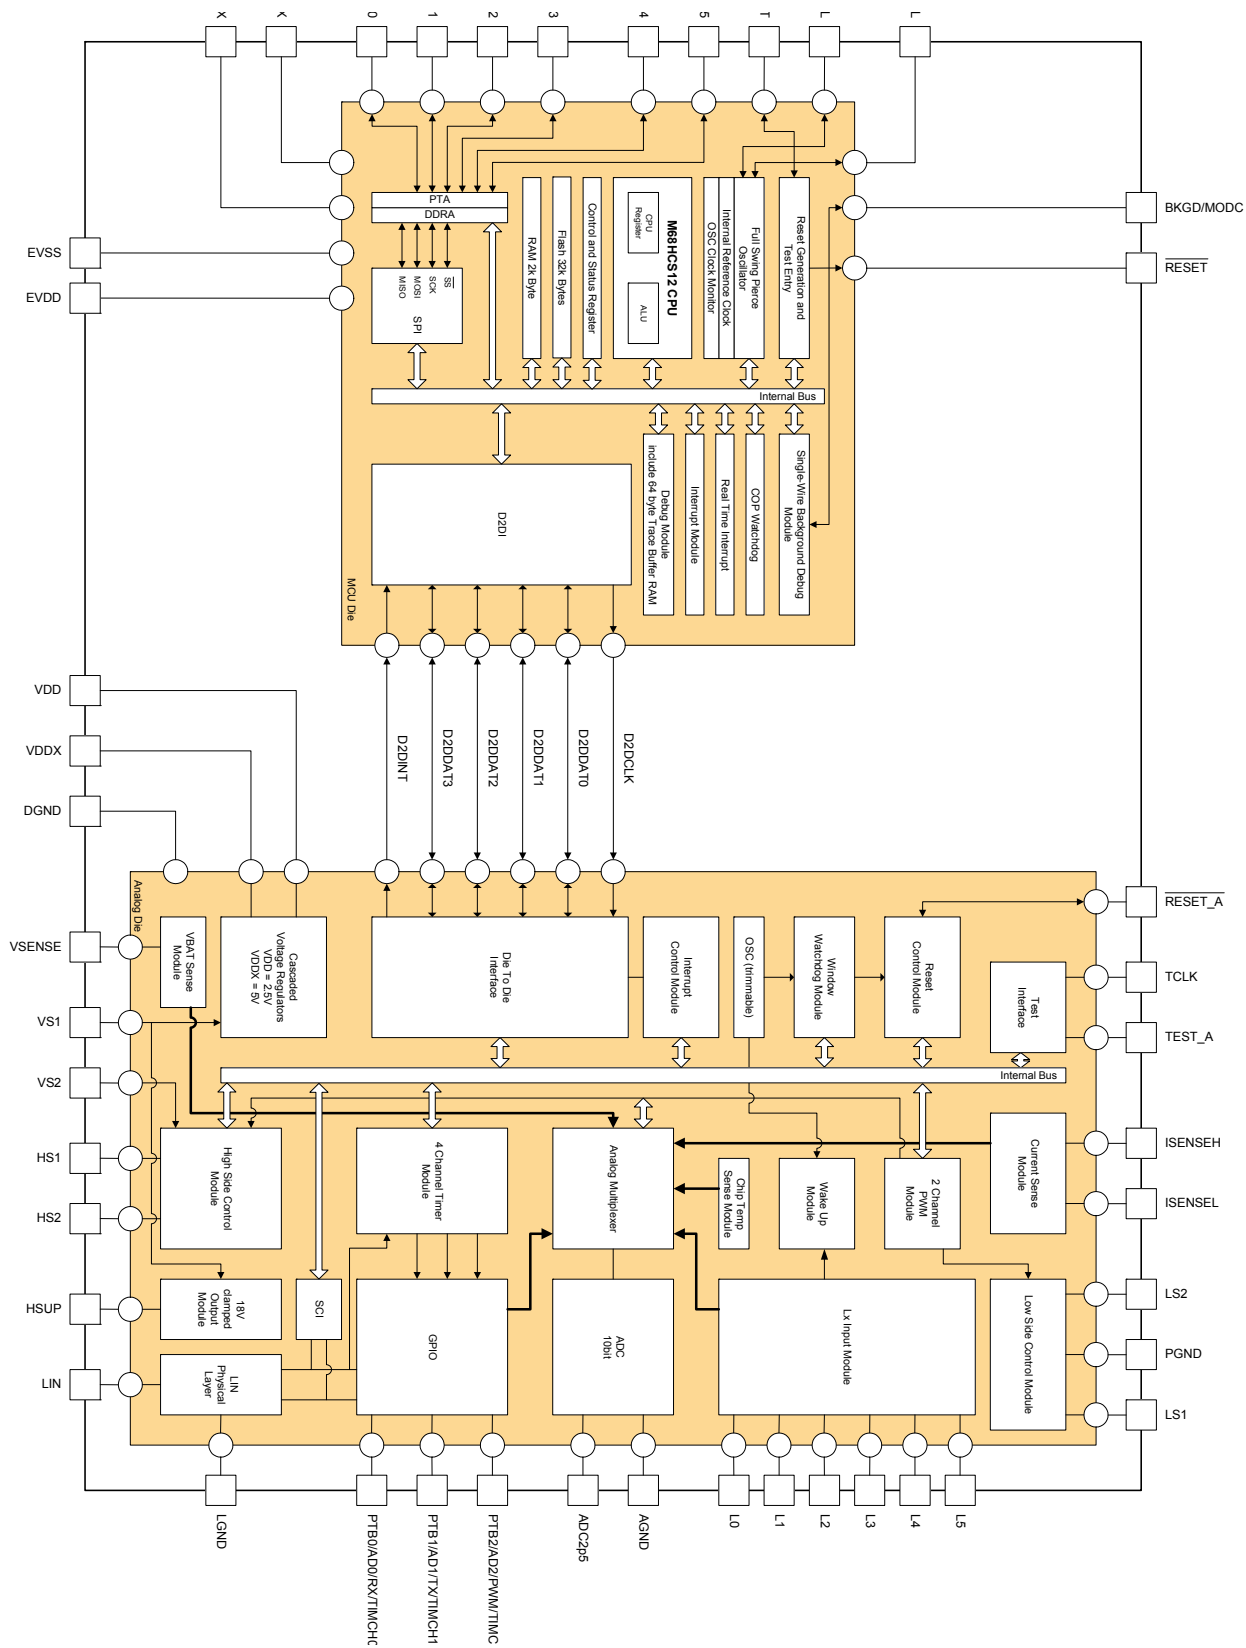 X
K
0
1
2
3
4
5
T
L
L
EVSS
EVDD
BKGD/MODC
RESET
PTA
DDRA
MISO
MOSI
SCK
SS
SPI
RAM 2k Byte
Flash 32k Bytes
Control and Status Register
M68HCS12 CPU
CPU
Register
ALU
OSC Clock Monitor
Internal Reference Clock
Full Swing Pierce
Oscillator
Reset Generation and
Test Entry
Internal Bus
D2DI
Debug Module
include 64 byte Trace Buffer RAM
Interrupt Module
Real Time Interrupt
COP Watchdog
Single-Wire Background Debug
Module
MCU Die
D2DINT
D2DDAT3
D2DDAT2
D2DDAT1
D2DDAT0
D2DCLK
VDD
VDDX
DGND
VSENSE
VS1
VS2
HS1
HS2
HSUP
LIN
Analog Die
VBAT Sense
Module
Cascaded
Voltage Regulators
VDD = 2.5V
VDDX = 5V
Die To Die
Interface
Interrupt
Control Module
OSC (trimmable)
Window
Watchdog Module
Reset
Control Module
Test
Interface
Internal Bus
RESET_A
TCLK
TEST_A
ISENSEH
ISENSEL
LS2
PGND
LS1
High Side Control
Module
4 Channel Timer
Module
Analog Multiplexer
Chip Temp
Sense Module
Wake Up
Module
2 Channel
PWM
Module
Current Sense
Module
18V
clamped
Output
Module
SCI
GPIO
ADC
10bit
Lx Input Module
Low Side Control Module
LIN
Physical
Layer
LGND
PTB0/AD0/RX/TIMCH0
PTB1/AD1/TX/TIMCH1
PTB2/AD2/PWM/TIMC
ADC2p5
AGND
L0
L1
L2
L3
L4
L5